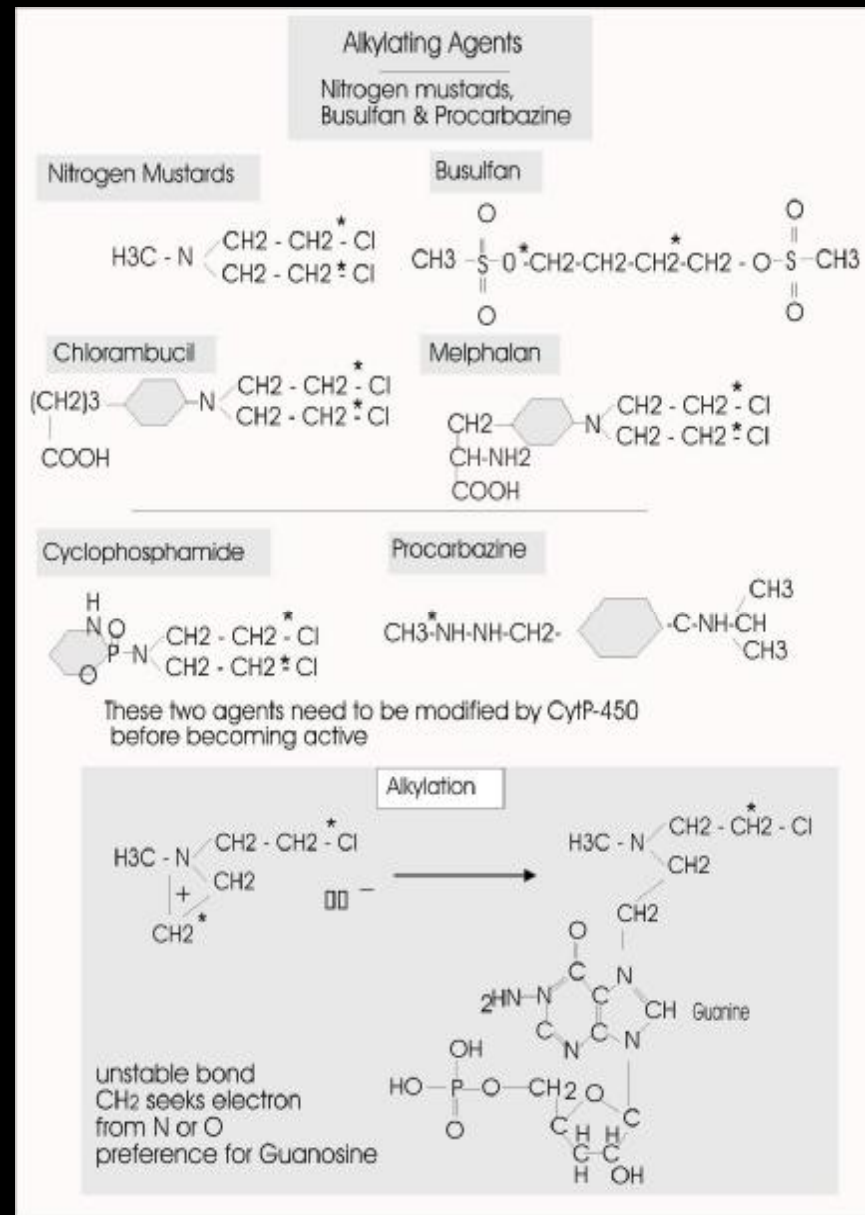 Alkylating Agents
Nitrogen mustards,
Busulfan & Procarbazine
Nitrogen Mustards
H3C - N
CH2 - CH2 * - Cl
CH2 - CH2 * - Cl
Busulfan
O O
CH3 - S - O * -CH2-CH2-CH2 * -CH2 - O - S - CH3
O O
Chlorambucil
(CH2)3
N
CH2 - CH2 * - Cl
CH2 - CH2 * - Cl
COOH
Melphalan
CH2
N
CH2 - CH2 * - Cl
CH2 - CH2 * - Cl
CH-NH2
COOH
Cyclophosphamide
H
N O
P - N
O
CH2 - CH2 * - Cl
CH2 - CH2 * - Cl
Procarbazine
CH3 * -NH-NH-CH2-
-C-NH-CH
CH3
CH3
These two agents need to be modified by CytP-450
before becoming active
Alkylation
H3C - N
CH2 - CH2 * - Cl
CH2
+
CH2 *
–
H3C - N
CH2 - CH2 * - Cl
CH2
CH2
O
C N
2HN-N C
CH Guanine
C C N
N
OH
HO - P - O - CH2 O
O
C C
H H
C - C
H OH
unstable bond
CH2 seeks electron
from N or O
preference for Guanosine